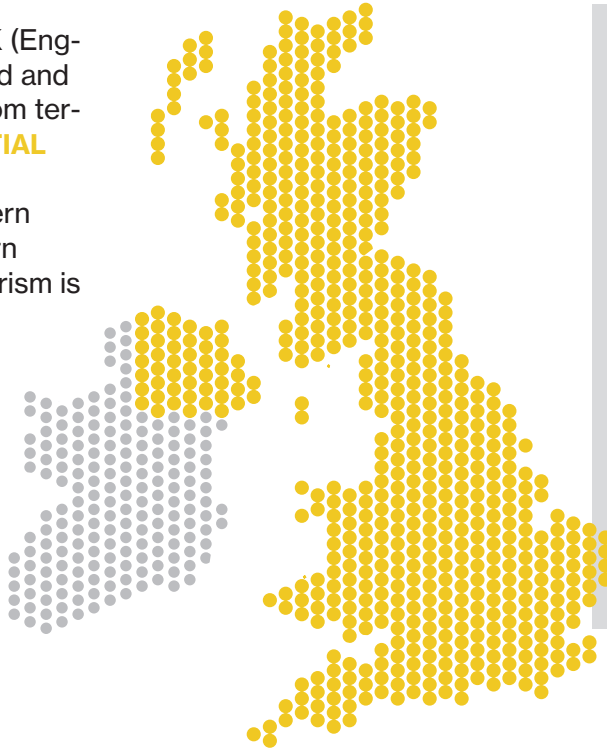 (Eng-
d and
om ter-
TIAL
ern
rn
rism is